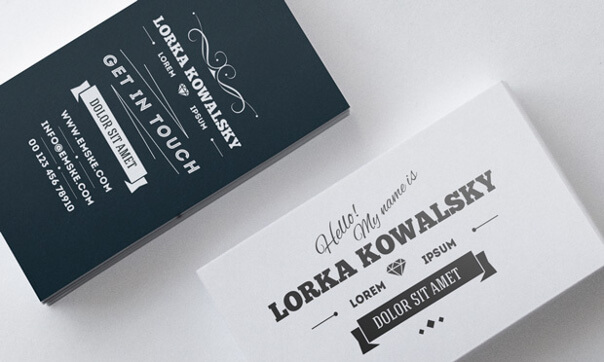 LORKA KOWALSKY
LOREM IPSUM
GET IN TOUCH
DOLOR SIT AMET
WWW.EMSKE.COM
INFO@EMSKE.COM
00 123 456 78910
Hello!
My name is
LORKA KOWALSKY
LOREM IPSUM
DOLOR SIT AMET